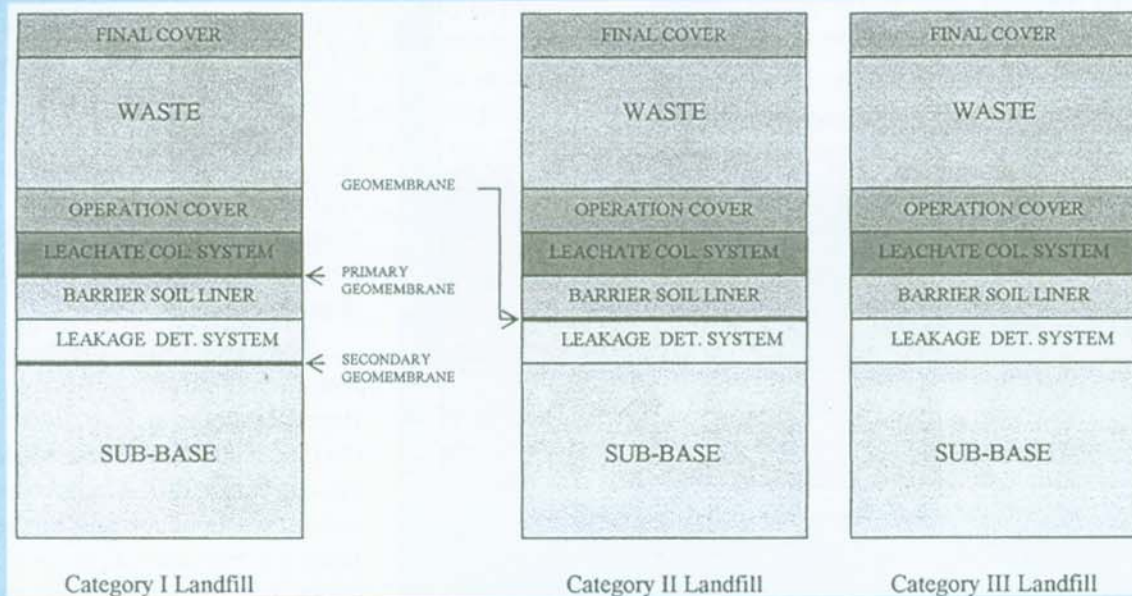 FINAL COVER
WASTE
OPERATION COVER
LEACHATE COL. SYSTEM
BARRIER SOIL LINER
LEAKAGE DET. SYSTEM
SUB-BASE
Category I Landfill
GEOMEMBRANE
PRIMARY
GEOMEMBRANE
SECONDARY
GEOMEMBRANE
FINAL COVER
WASTE
OPERATION COVER
LEACHATE COL. SYSTEM
BARRIER SOIL LINER
LEAKAGE DET. SYSTEM
SUB-BASE
Category II Landfill
FINAL COVER
WASTE
OPERATION COVER
LEACHATE COL. SYSTEM
BARRIER SOIL LINER
LEAKAGE DET. SYSTEM
SUB-BASE
Category III Landfill